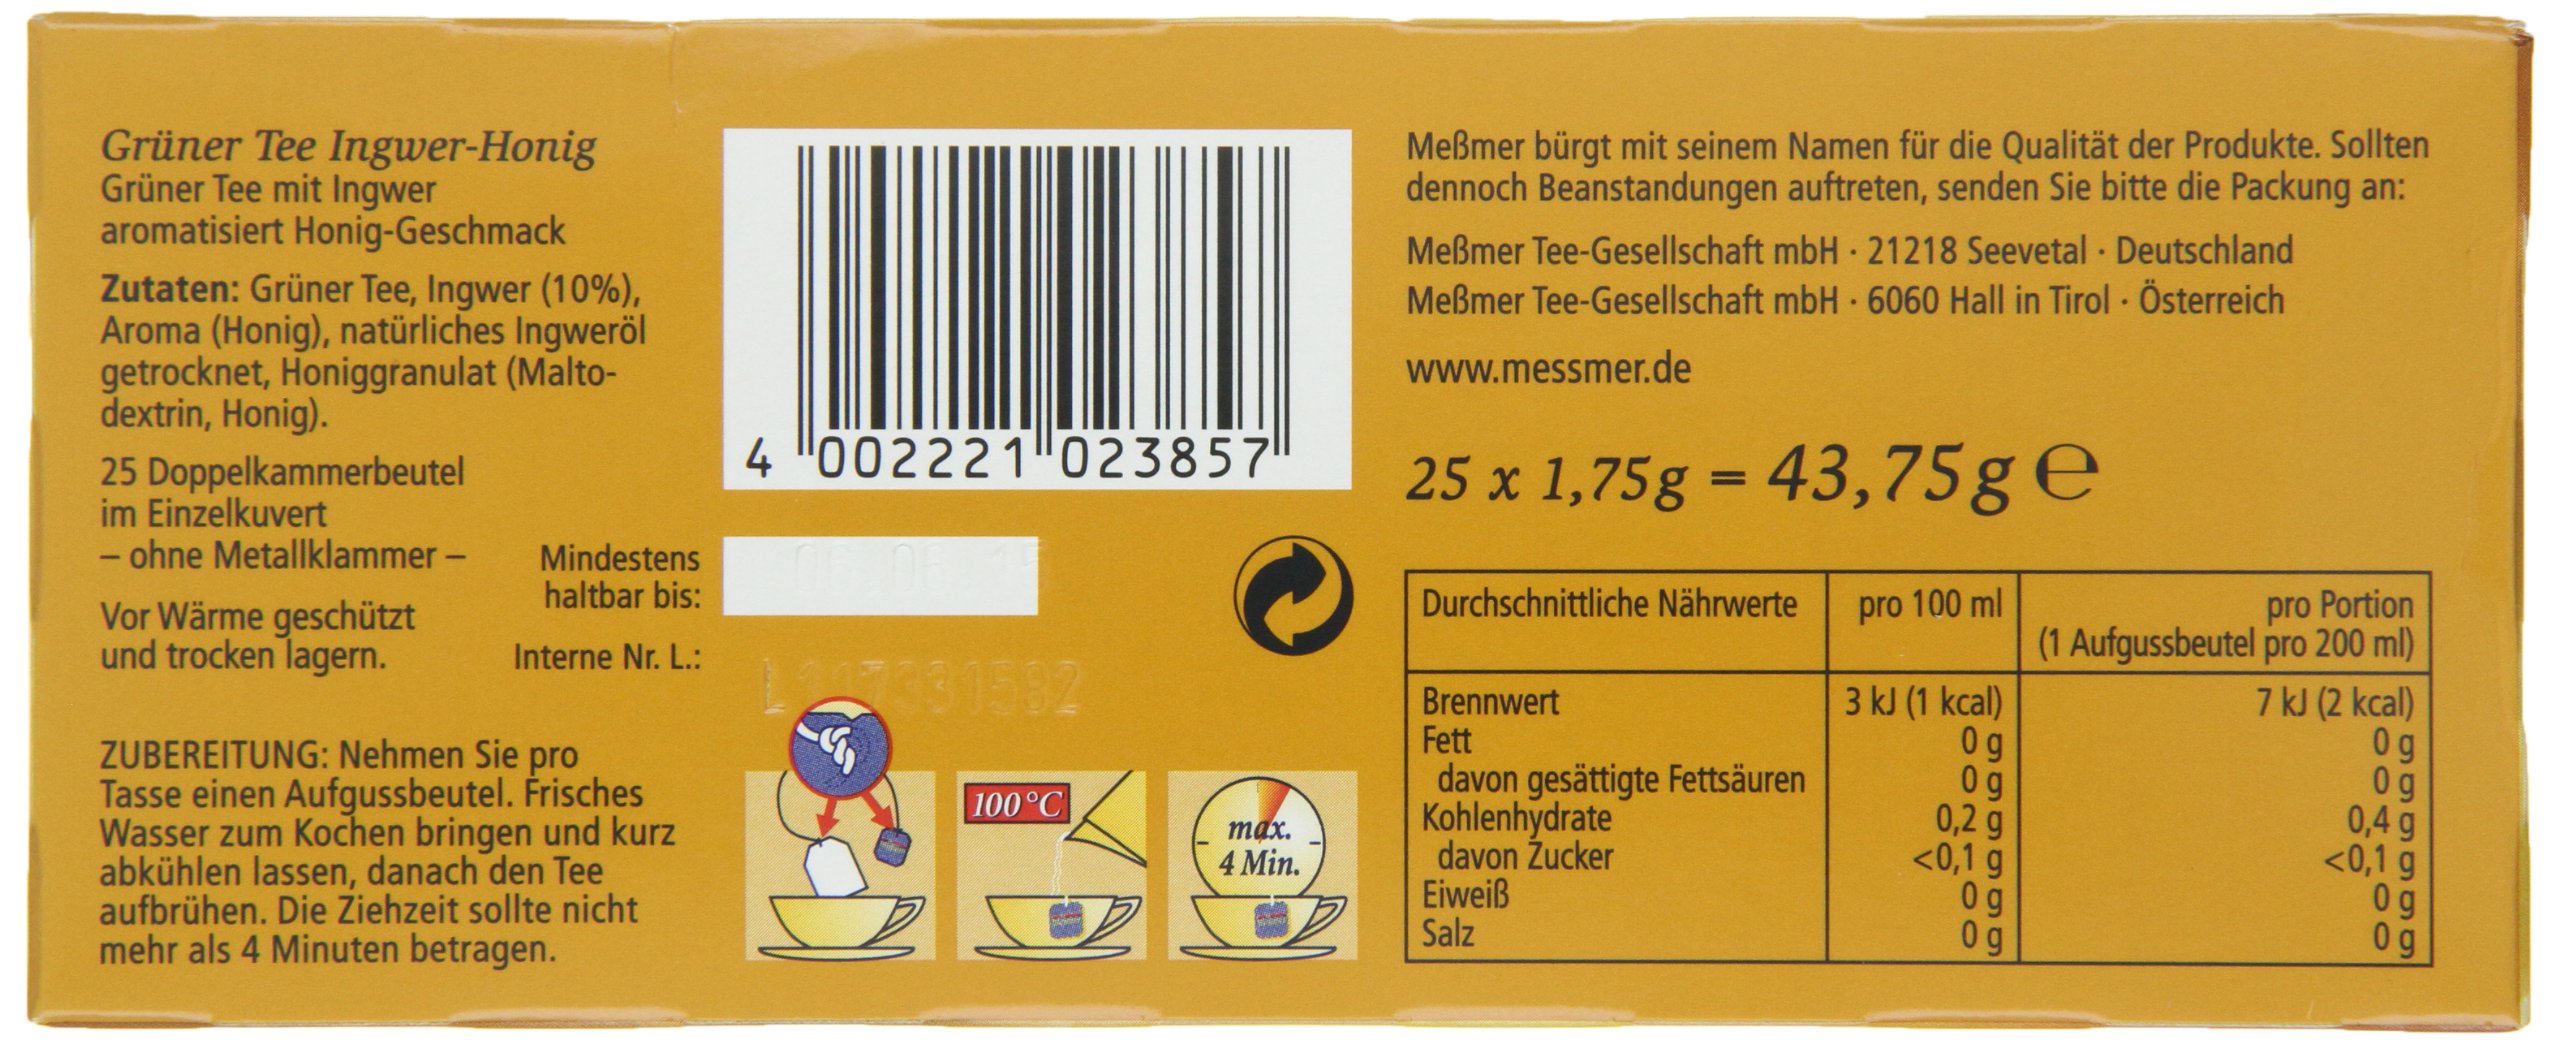 Grüner Tee Ingwer-Honig
Grüner Tee mit Ingwer
aromatisiert Honig-Geschmack
Zutaten: Grüner Tee, Ingwer (10%),
Aroma (Honig), natürliches Ingweröl
getrocknet, Honiggranulat (Malto-
dextrin, Honig).
25 Doppelkammerbeutel
im Einzelkuvert
– ohne Metallklammer –
Vor Wärme geschützt
und trocken lagern.
ZUBEREITUNG: Nehmen Sie pro
Tasse einen Aufgussbeutel. Frisches
Wasser zum Kochen bringen und kurz
abkühlen lassen, danach den Tee
aufbrühen. Die Ziehzeit sollte nicht
mehr als 4 Minuten betragen.
4 002221 023857
Mindestens
haltbar bis:
Interne Nr. L.:
100 °C
max.
4 Min.
Meßmer bürgt mit seinem Namen für die Qualität der Produkte. Sollten
dennoch Beanstandungen auftreten, senden Sie bitte die Packung an:
Meßmer Tee-Gesellschaft mbH · 21218 Seevetal · Deutschland
Meßmer Tee-Gesellschaft mbH · 6060 Hall in Tirol · Österreich
www.messmer.de
25 x 1,75g = 43,75g ℮
Durchschnittliche Nährwerte pro 100 ml pro Portion
(1 Aufgussbeutel pro 200 ml)
Brennwert 3 kJ (1 kcal) 7 kJ (2 kcal)
Fett 0 g 0 g
davon gesättigte Fettsäuren 0 g 0 g
Kohlenhydrate 0,2 g 0,4 g
davon Zucker <0,1 g <0,1 g
Eiweiß 0 g 0 g
Salz 0 g 0 g